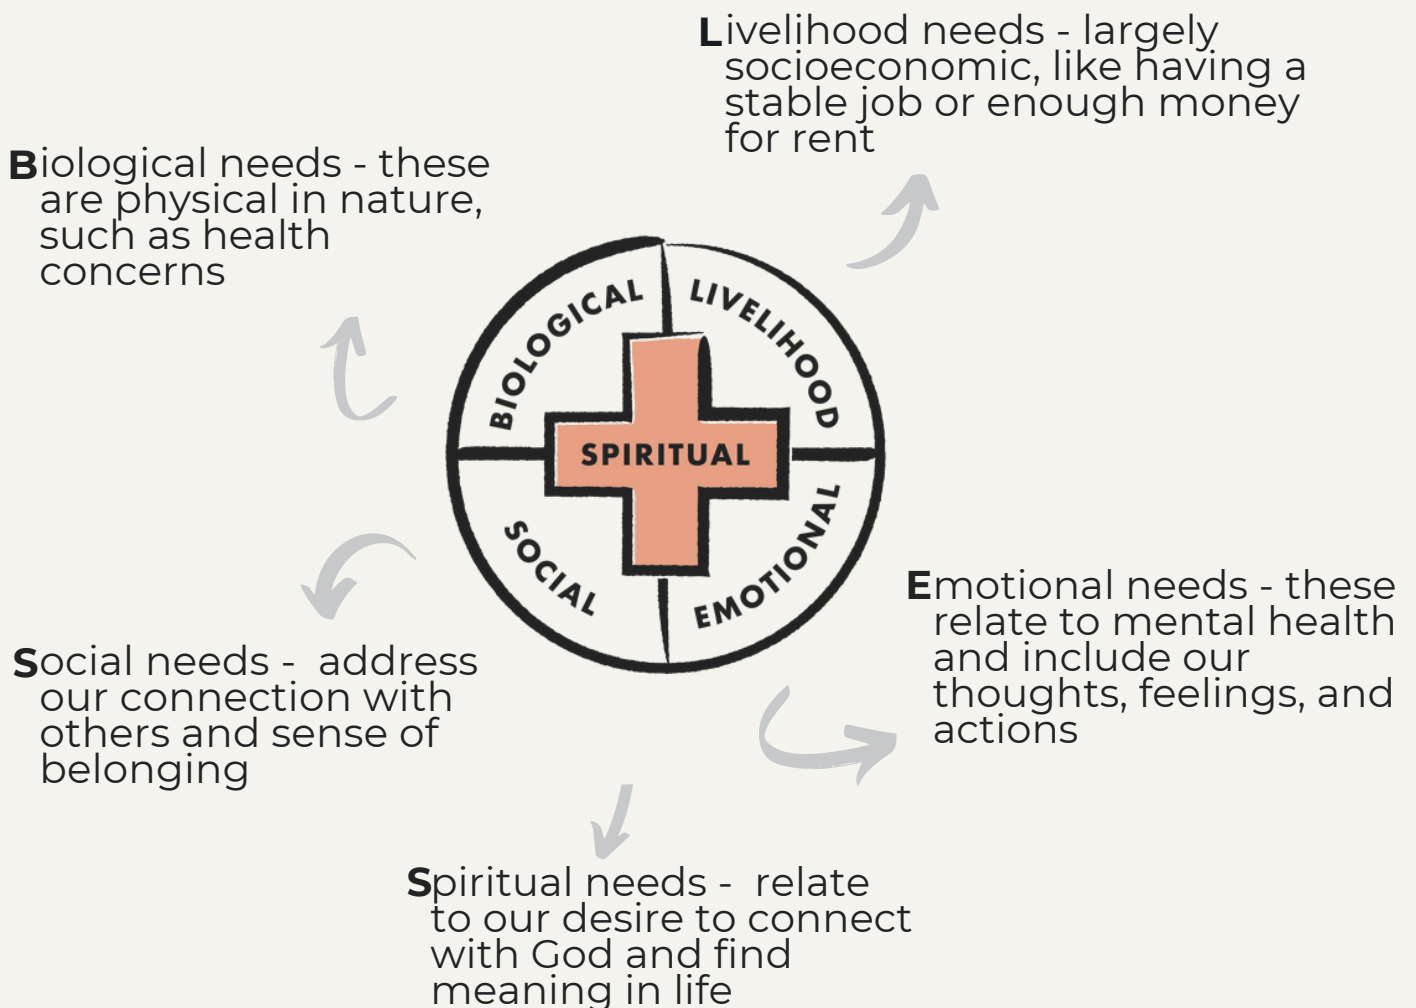 Livelihood needs - largely
socioeconomic, like having a
stable job or enough money
for rent
Biological needs - these
are physical in nature,
such as health
concerns
BIOLOGICAL
LIVELIHOOD
SPIRITUAL
SOCIAL
EMOTIONAL
Emotional needs - these
relate to mental health
and include our
thoughts, feelings, and
actions
Social needs -  address
our connection with
others and sense of
belonging
Spiritual needs -  relate
to our desire to connect
with God and find
meaning in life